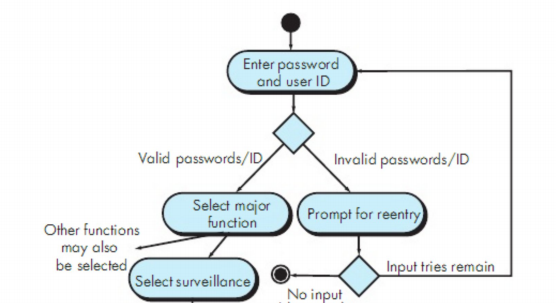 Enter password
and user ID
Valid passwords/ID
Invalid passwords/ID
Select major
function
Prompt for reentry
Other functions
may also
be selected
Input tries remain
Select surveillance
No input